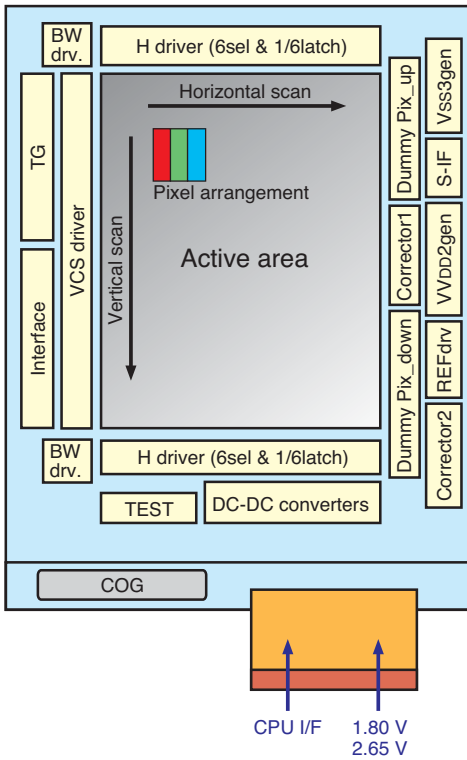 BW
drv.
H driver (6sel & 1/6latch)
TG
VCS driver
Interface
Horizontal scan
Vertical scan
Pixel arrangement
Active area
Dummy Pix_up
Corrector1
Dummy Pix_down
VSS3gen
S-IF
VVDD2gen
REFdrv
Corrector2
BW
drv.
H driver (6sel & 1/6latch)
TEST
DC-DC converters
COG
CPU I/F
1.80 V
2.65 V